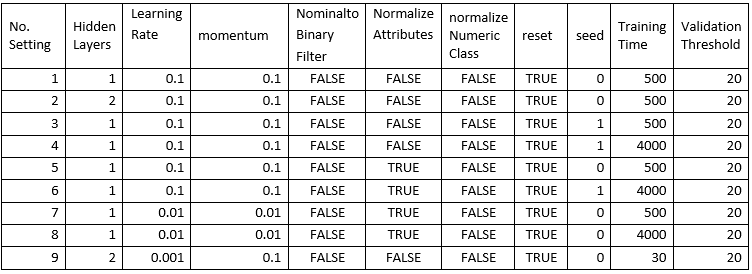 No. Setting Hidden Layers Learning Rate momentum Nominalto Binary Filter Normalize Attributes normalize Numeric Class reset seed Training Time Validation Threshold
1 1 0.1 0.1 FALSE FALSE FALSE TRUE 0 500 20
2 2 0.1 0.1 FALSE FALSE FALSE TRUE 0 500 20
3 1 0.1 0.1 FALSE FALSE FALSE TRUE 1 500 20
4 1 0.1 0.1 FALSE FALSE FALSE TRUE 1 4000 20
5 1 0.1 0.1 FALSE TRUE FALSE TRUE 0 500 20
6 1 0.1 0.1 FALSE TRUE FALSE TRUE 1 4000 20
7 1 0.01 0.01 FALSE TRUE FALSE TRUE 0 500 20
8 1 0.01 0.01 FALSE TRUE FALSE TRUE 0 4000 20
9 2 0.001 0.1 FALSE FALSE FALSE TRUE 0 30 20